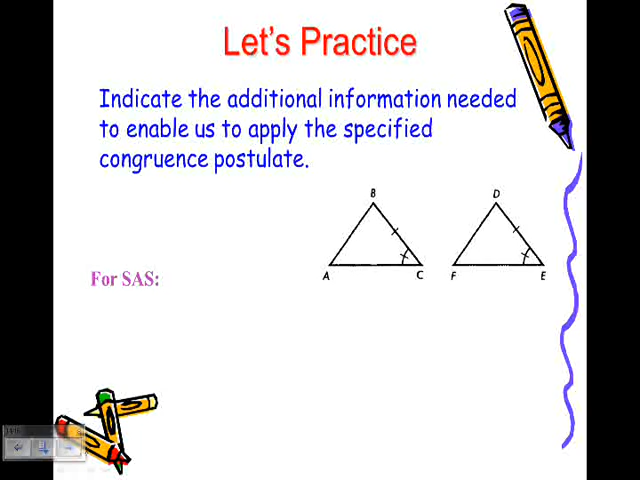 Let's Practice
Indicate the additional information needed
to enable us to apply the specified
congruence postulate.
B
D
A
C
F
E
For SAS: